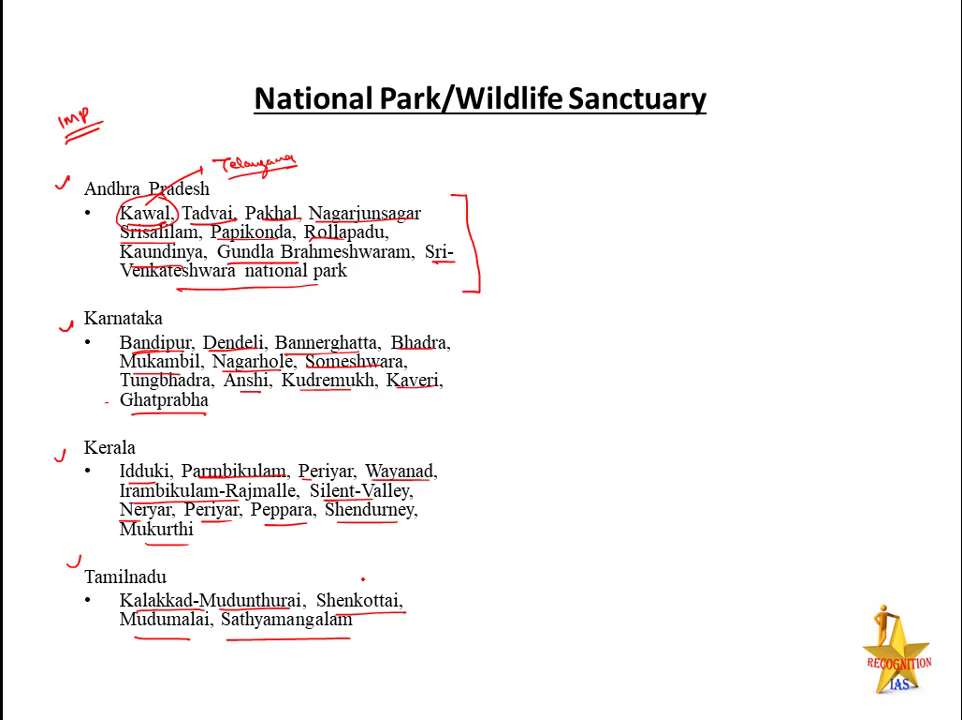 National Park/Wildlife Sanctuary
Imp
Telangana
Andhra Pradesh
• Kawal, Tadvai, Pakhal, Nagarjunsagar
Srisaiilam, Papikonda, Rollapadu,
Kaundinya, Gundla Brahmeshwaram, Sri-
Venkateshwara national park
Karnataka
• Bandipur, Dendeli, Bannerghatta, Bhadra,
Mukambil, Nagarhole, Someshwara,
Tungbhadra, Anshi, Kudremukh, Kaveri,
Ghatprabha
Kerala
• Idduki, Parmbikulam, Periyar, Wayanad,
Irambikulam-Rajmalle, Silent-Valley,
Neryar, Periyar, Peppara, Shendurney,
Mukurthi
Tamilnadu
• Kalakkad-Mudunthurai, Shenkottai,
Mudumalai, Sathyamangalam
RECOGNITION
IAS